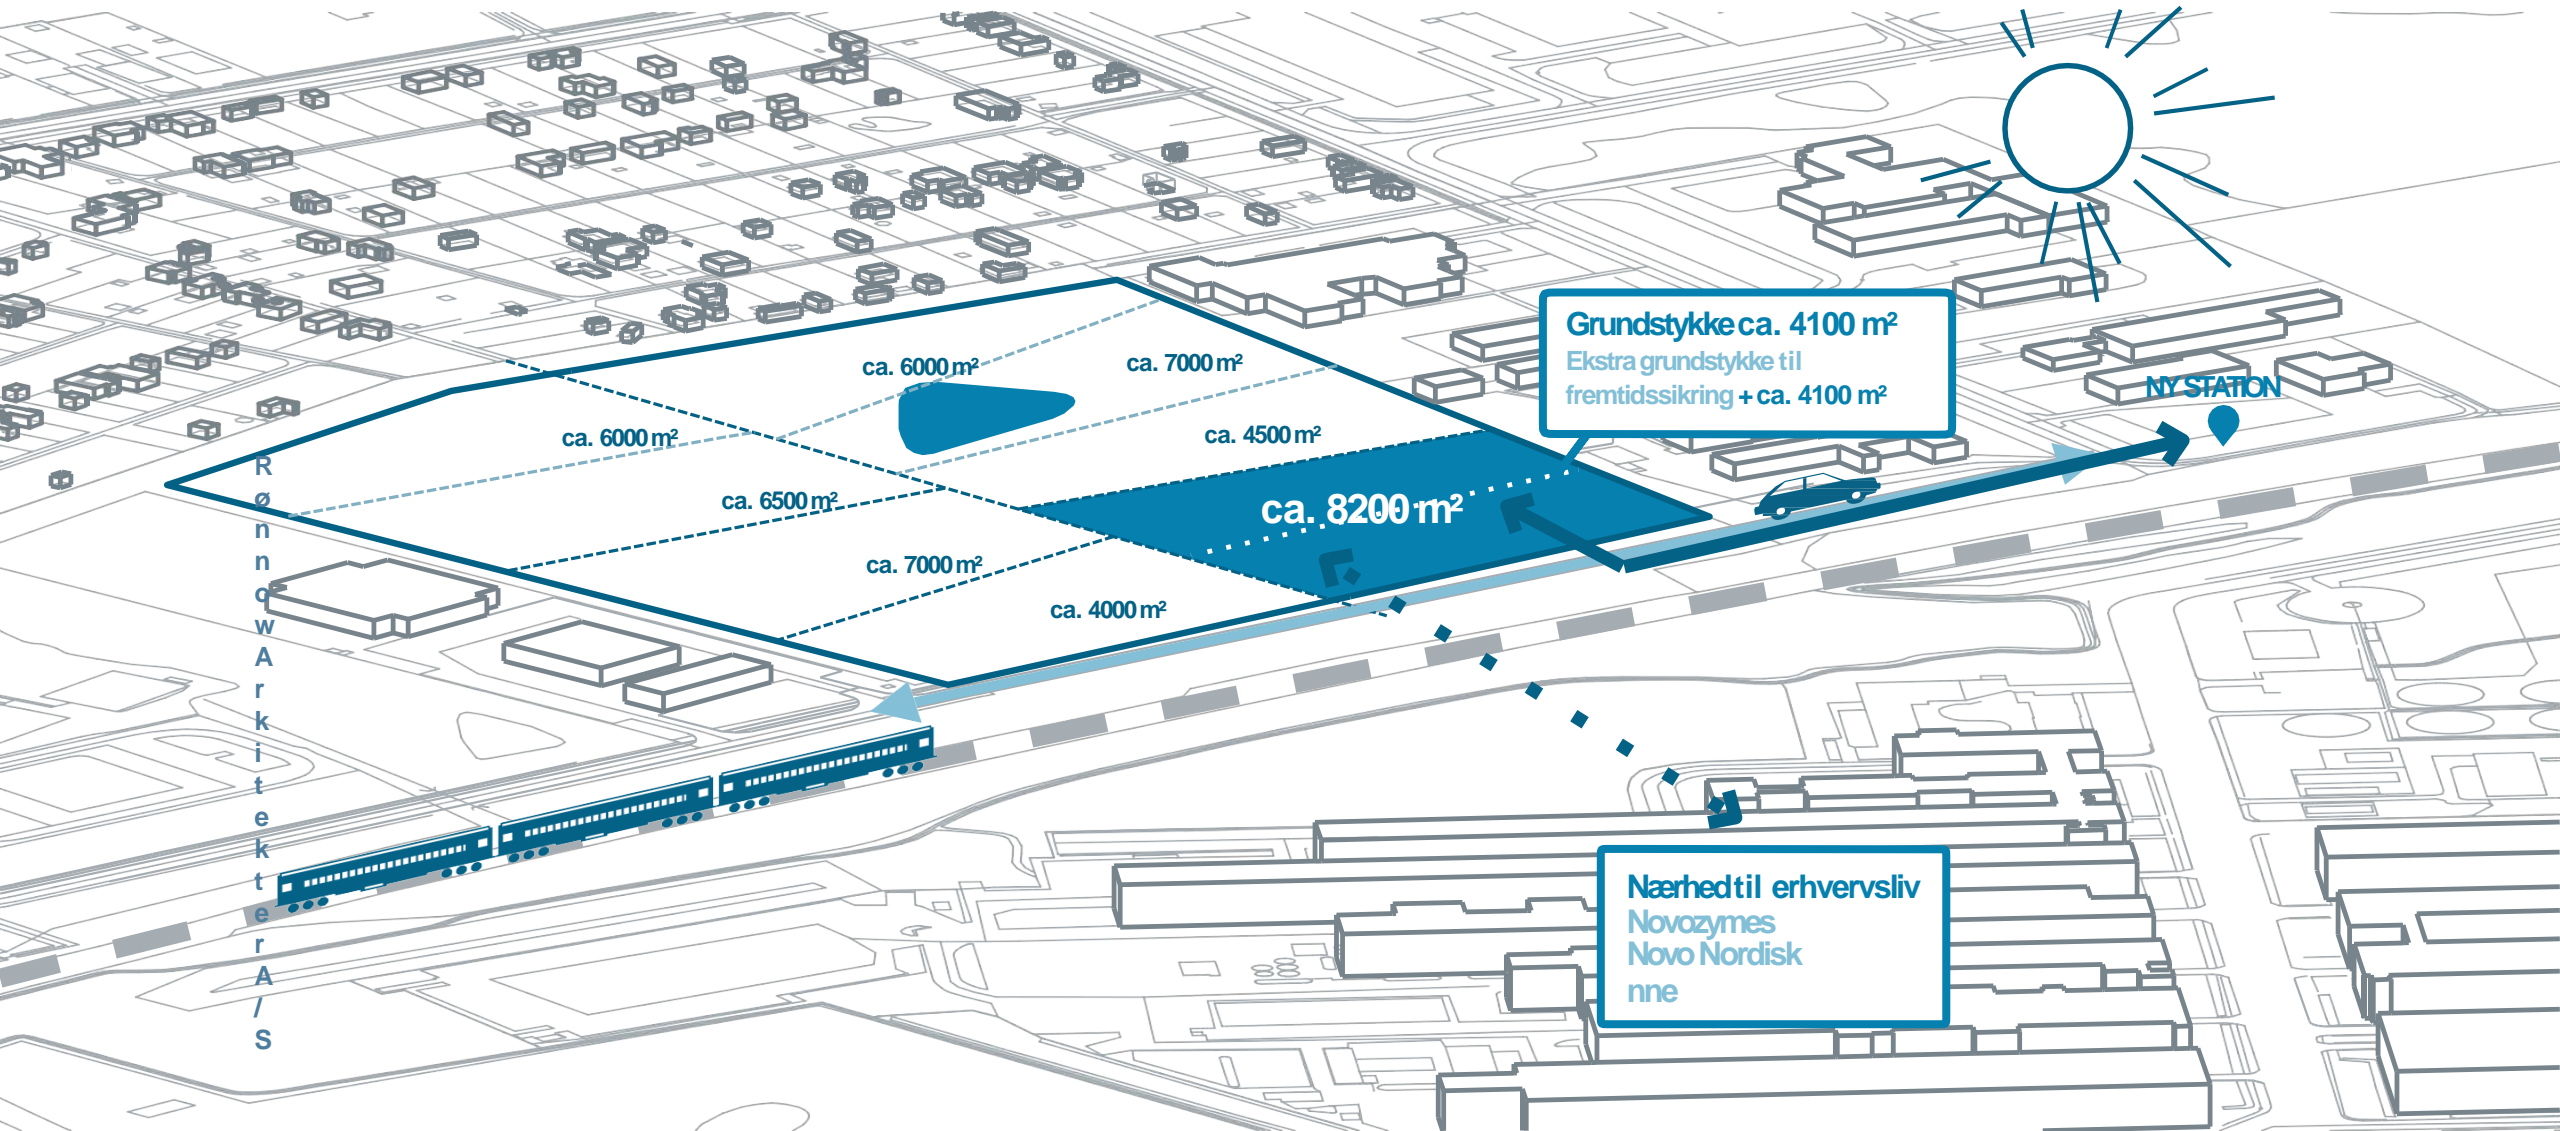 Grundstykke ca. 4100 m²
Ekstra grundstykke til
fremtidssikring + ca. 4100 m²
ca. 6000 m²
ca. 7000 m²
NY STATION
ca. 6000 m²
ca. 4500 m²
ca. 6500 m²
ca. 8200 m²
ca. 7000 m²
ca. 4000 m²
Rønnow Arkitekter A/S
Nærhed til erhvervsliv
Novozymes
Novo Nordisk
nne